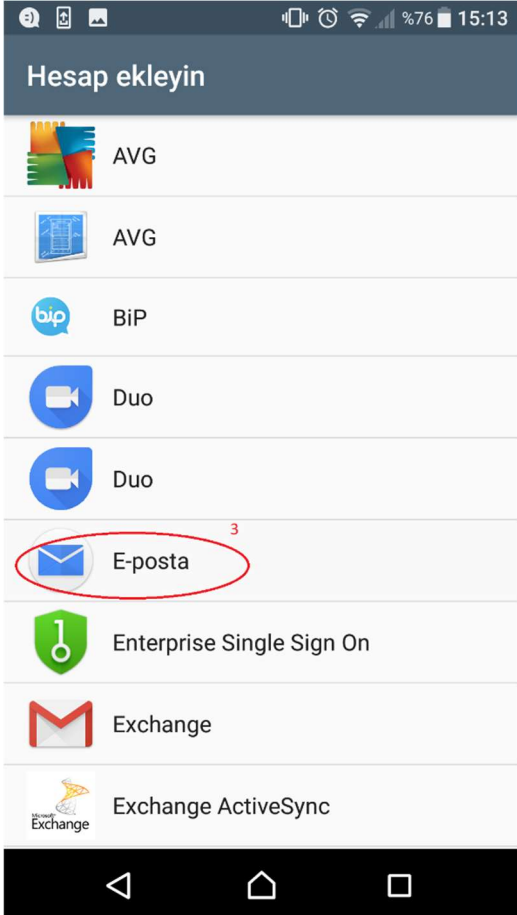 %76 15:13
Hesap ekleyin
AVG
AVG
bip BiP
Duo
Duo
3
E-posta
Enterprise Single Sign On
Exchange
Microsoft
Exchange
Exchange ActiveSync